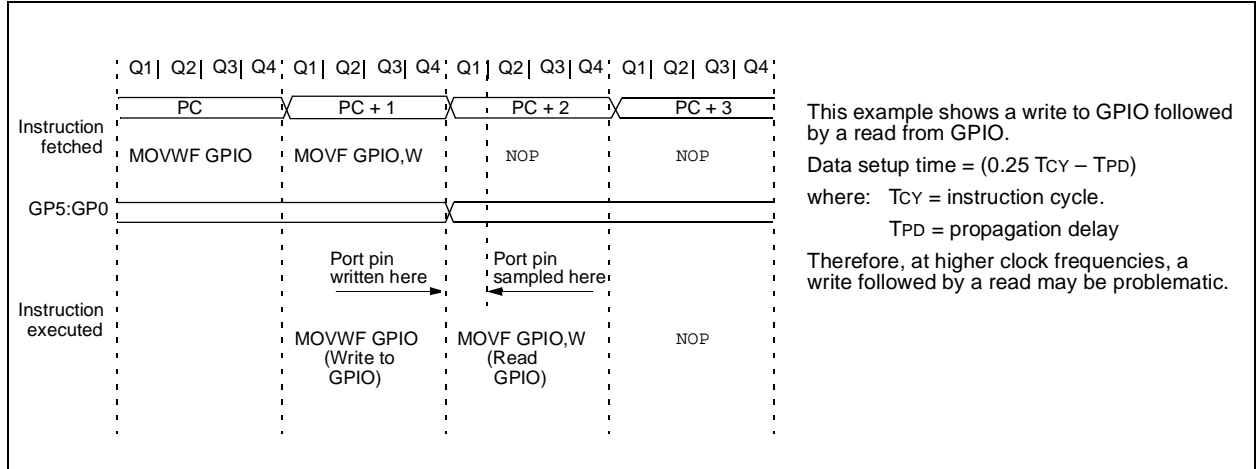 Q1| Q2| Q3| Q4 Q1| Q2| Q3| Q4 Q1| Q2| Q3| Q4 Q1| Q2| Q3| Q4
PC PC + 1 PC + 2 PC + 3
Instruction
fetched
MOVWF GPIO MOVF GPIO,W NOP NOP
GP5:GP0
Port pin
written here
Port pin
sampled here
Instruction
executed
MOVWF GPIO
(Write to
GPIO)
MOVF GPIO,W
(Read
GPIO)
NOP
This example shows a write to GPIO followed
by a read from GPIO.
Data setup time = (0.25 TCY – TPD)
where: TCY = instruction cycle.
TPD = propagation delay
Therefore, at higher clock frequencies, a
write followed by a read may be problematic.